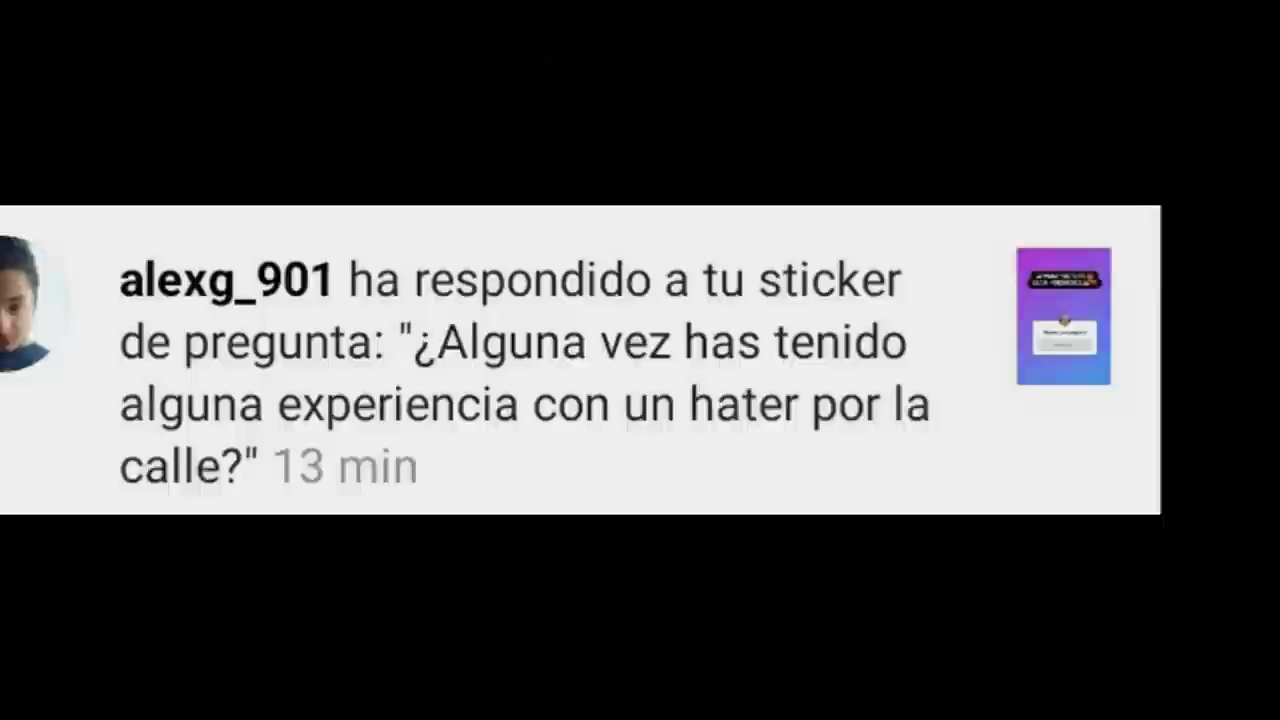 alexg_901 ha respondido a tu sticker
de pregunta: "¿Alguna vez has tenido
alguna experiencia con un hater por la
calle?" 13 min